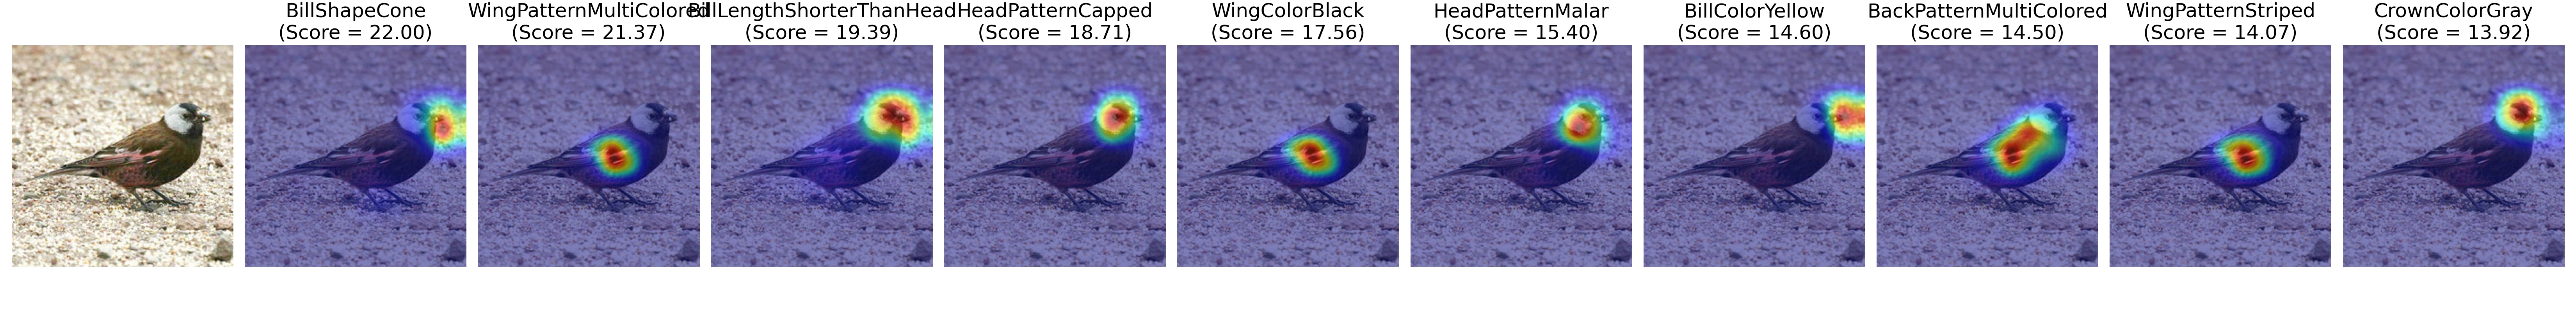 BillShapeCone
(Score = 22.00)
WingPatternMultiColored
(Score = 21.37)
BillLengthShorterThanHead
(Score = 19.39)
HeadPatternCapped
(Score = 18.71)
WingColorBlack
(Score = 17.56)
HeadPatternMalar
(Score = 15.40)
BillColorYellow
(Score = 14.60)
BackPatternMultiColored
(Score = 14.50)
WingPatternStriped
(Score = 14.07)
CrownColorGray
(Score = 13.92)